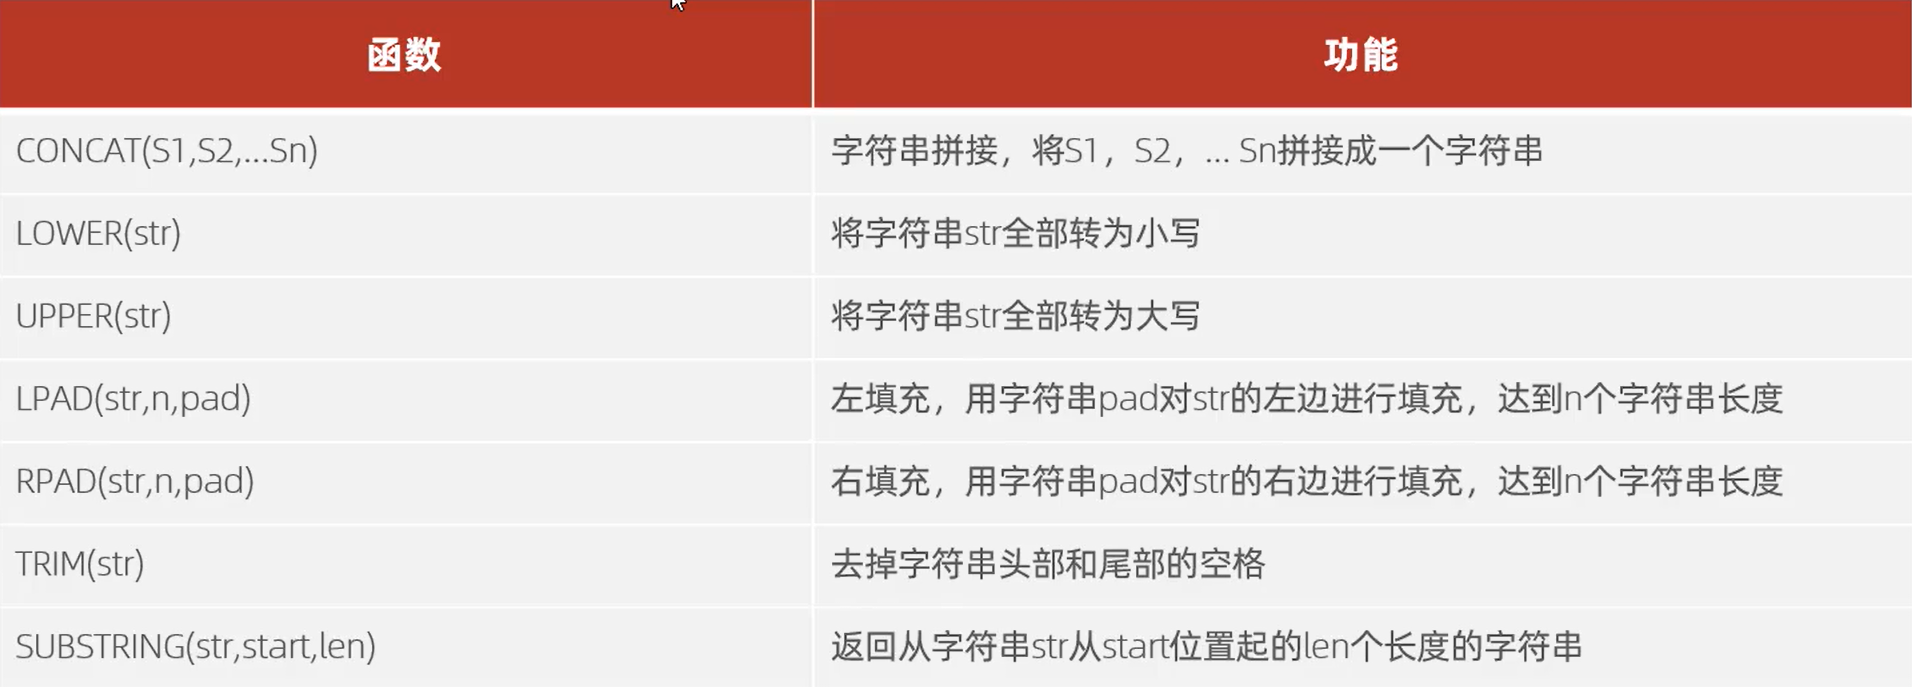 函数 功能
CONCAT(S1,S2,...Sn) 字符串拼接，将S1，S2，... Sn拼接成一个字符串
LOWER(str) 将字符串str全部转为小写
UPPER(str) 将字符串str全部转为大写
LPAD(str,n,pad) 左填充，用字符串pad对str的左边进行填充，达到n个字符串长度
RPAD(str,n,pad) 右填充，用字符串pad对str的右边进行填充，达到n个字符串长度
TRIM(str) 去掉字符串头部和尾部的空格
SUBSTRING(str,start,len) 返回从字符串str从start位置起的len个长度的字符串